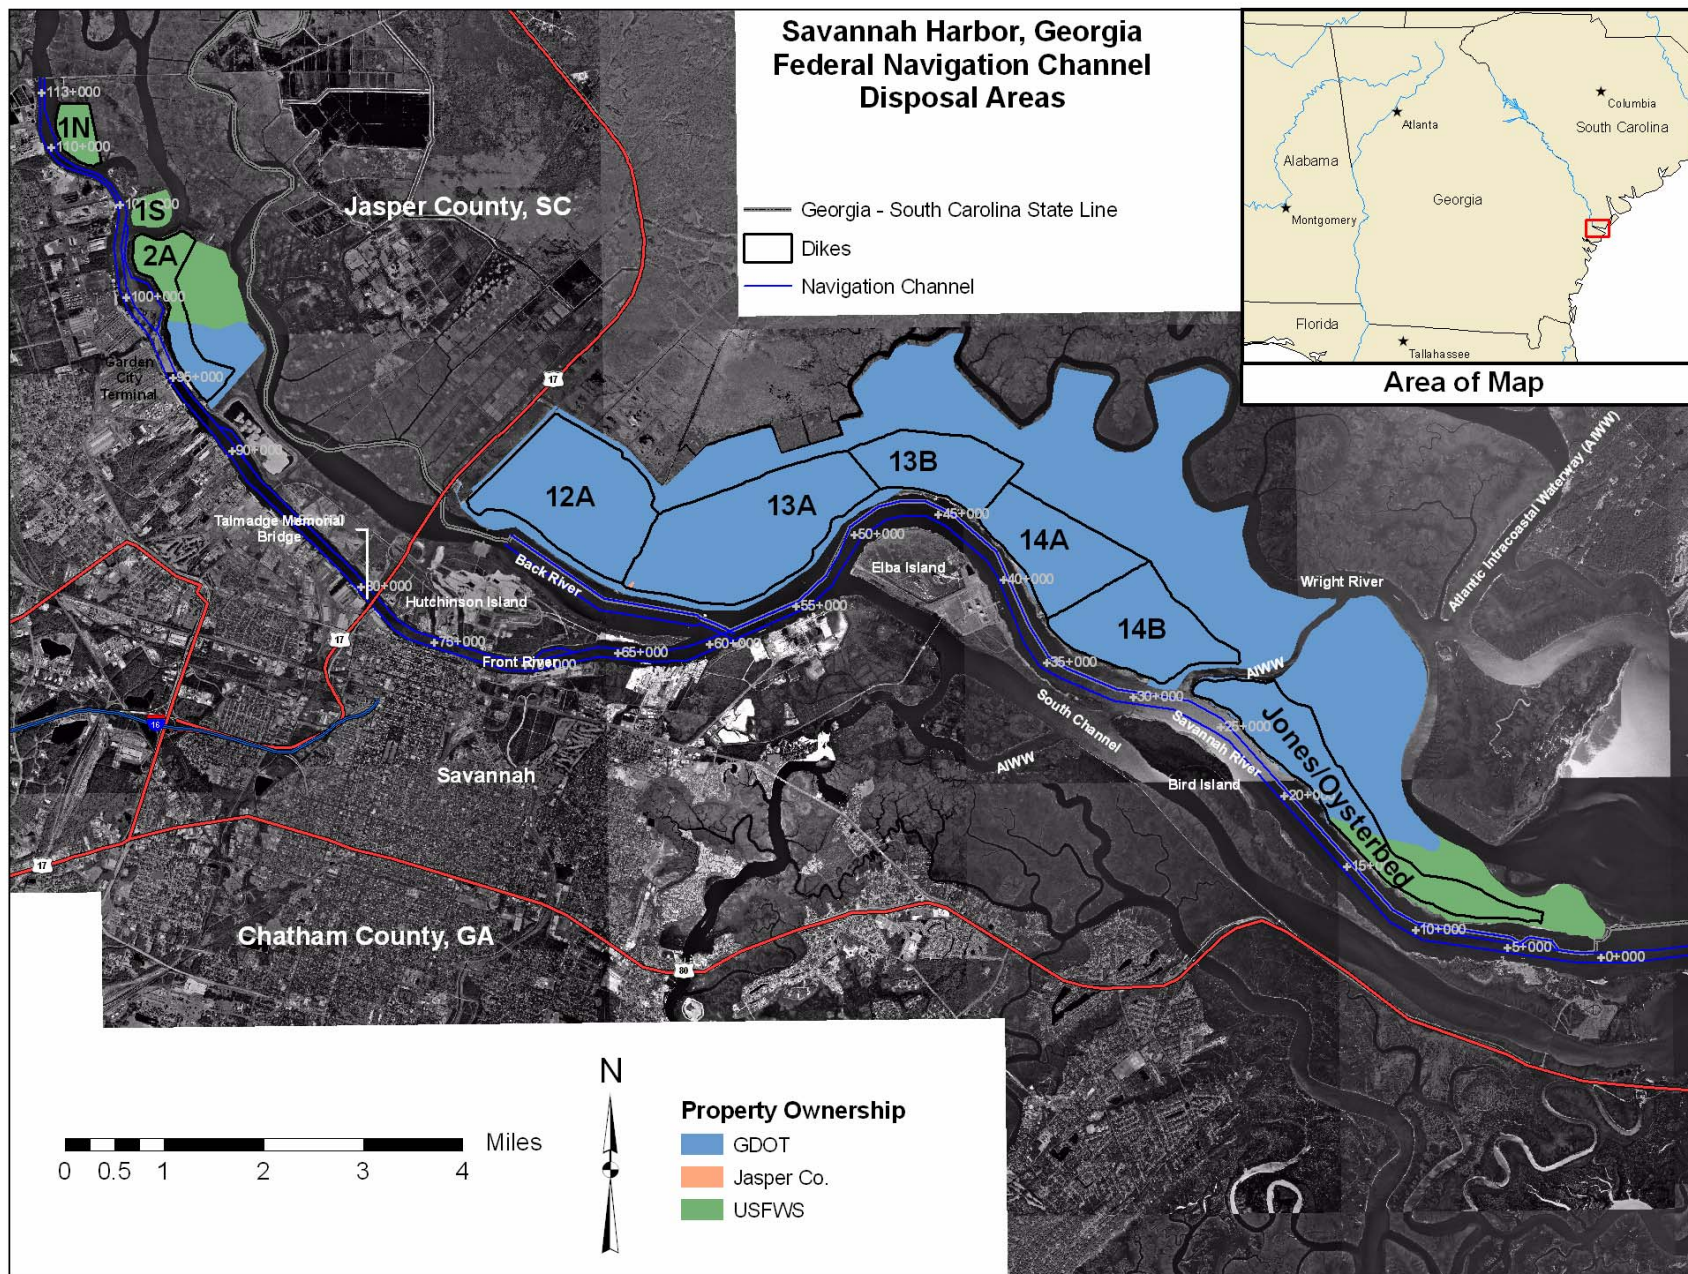 Savannah Harbor, Georgia
Federal Navigation Channel
Disposal Areas
Georgia - South Carolina State Line
Dikes
Navigation Channel
Columbia
South Carolina
Atlanta
Alabama
Georgia
Montgomery
Florida
Tallahassee
Area of Map
+113+000
1N
+110+000
1S
2A
+100+000
Jasper County, SC
Garden
City
Terminal
+95+000
+90+000
17
12A
13A
13B
14A
14B
Talmadge Memorial
Bridge
+80+000
Hutchinson Island
Back River
17
+75+000
Front River
+65+000
+60+000
+55+000
+50+000
+45+000
Elba Island
+40+000
+35+000
+30+000
+25+000
Wright River
Atlantic Intracoastal Waterway (AIWW)
AIWW
Jones/Oysterbed
South Channel
Savannah River
AIWW
Bird Island
+10+000
+5+000
+0+000
16
Savannah
17
80
Chatham County, GA
N
Miles
0 0.5 1 2 3 4
Property Ownership
GDOT
Jasper Co.
USFWS